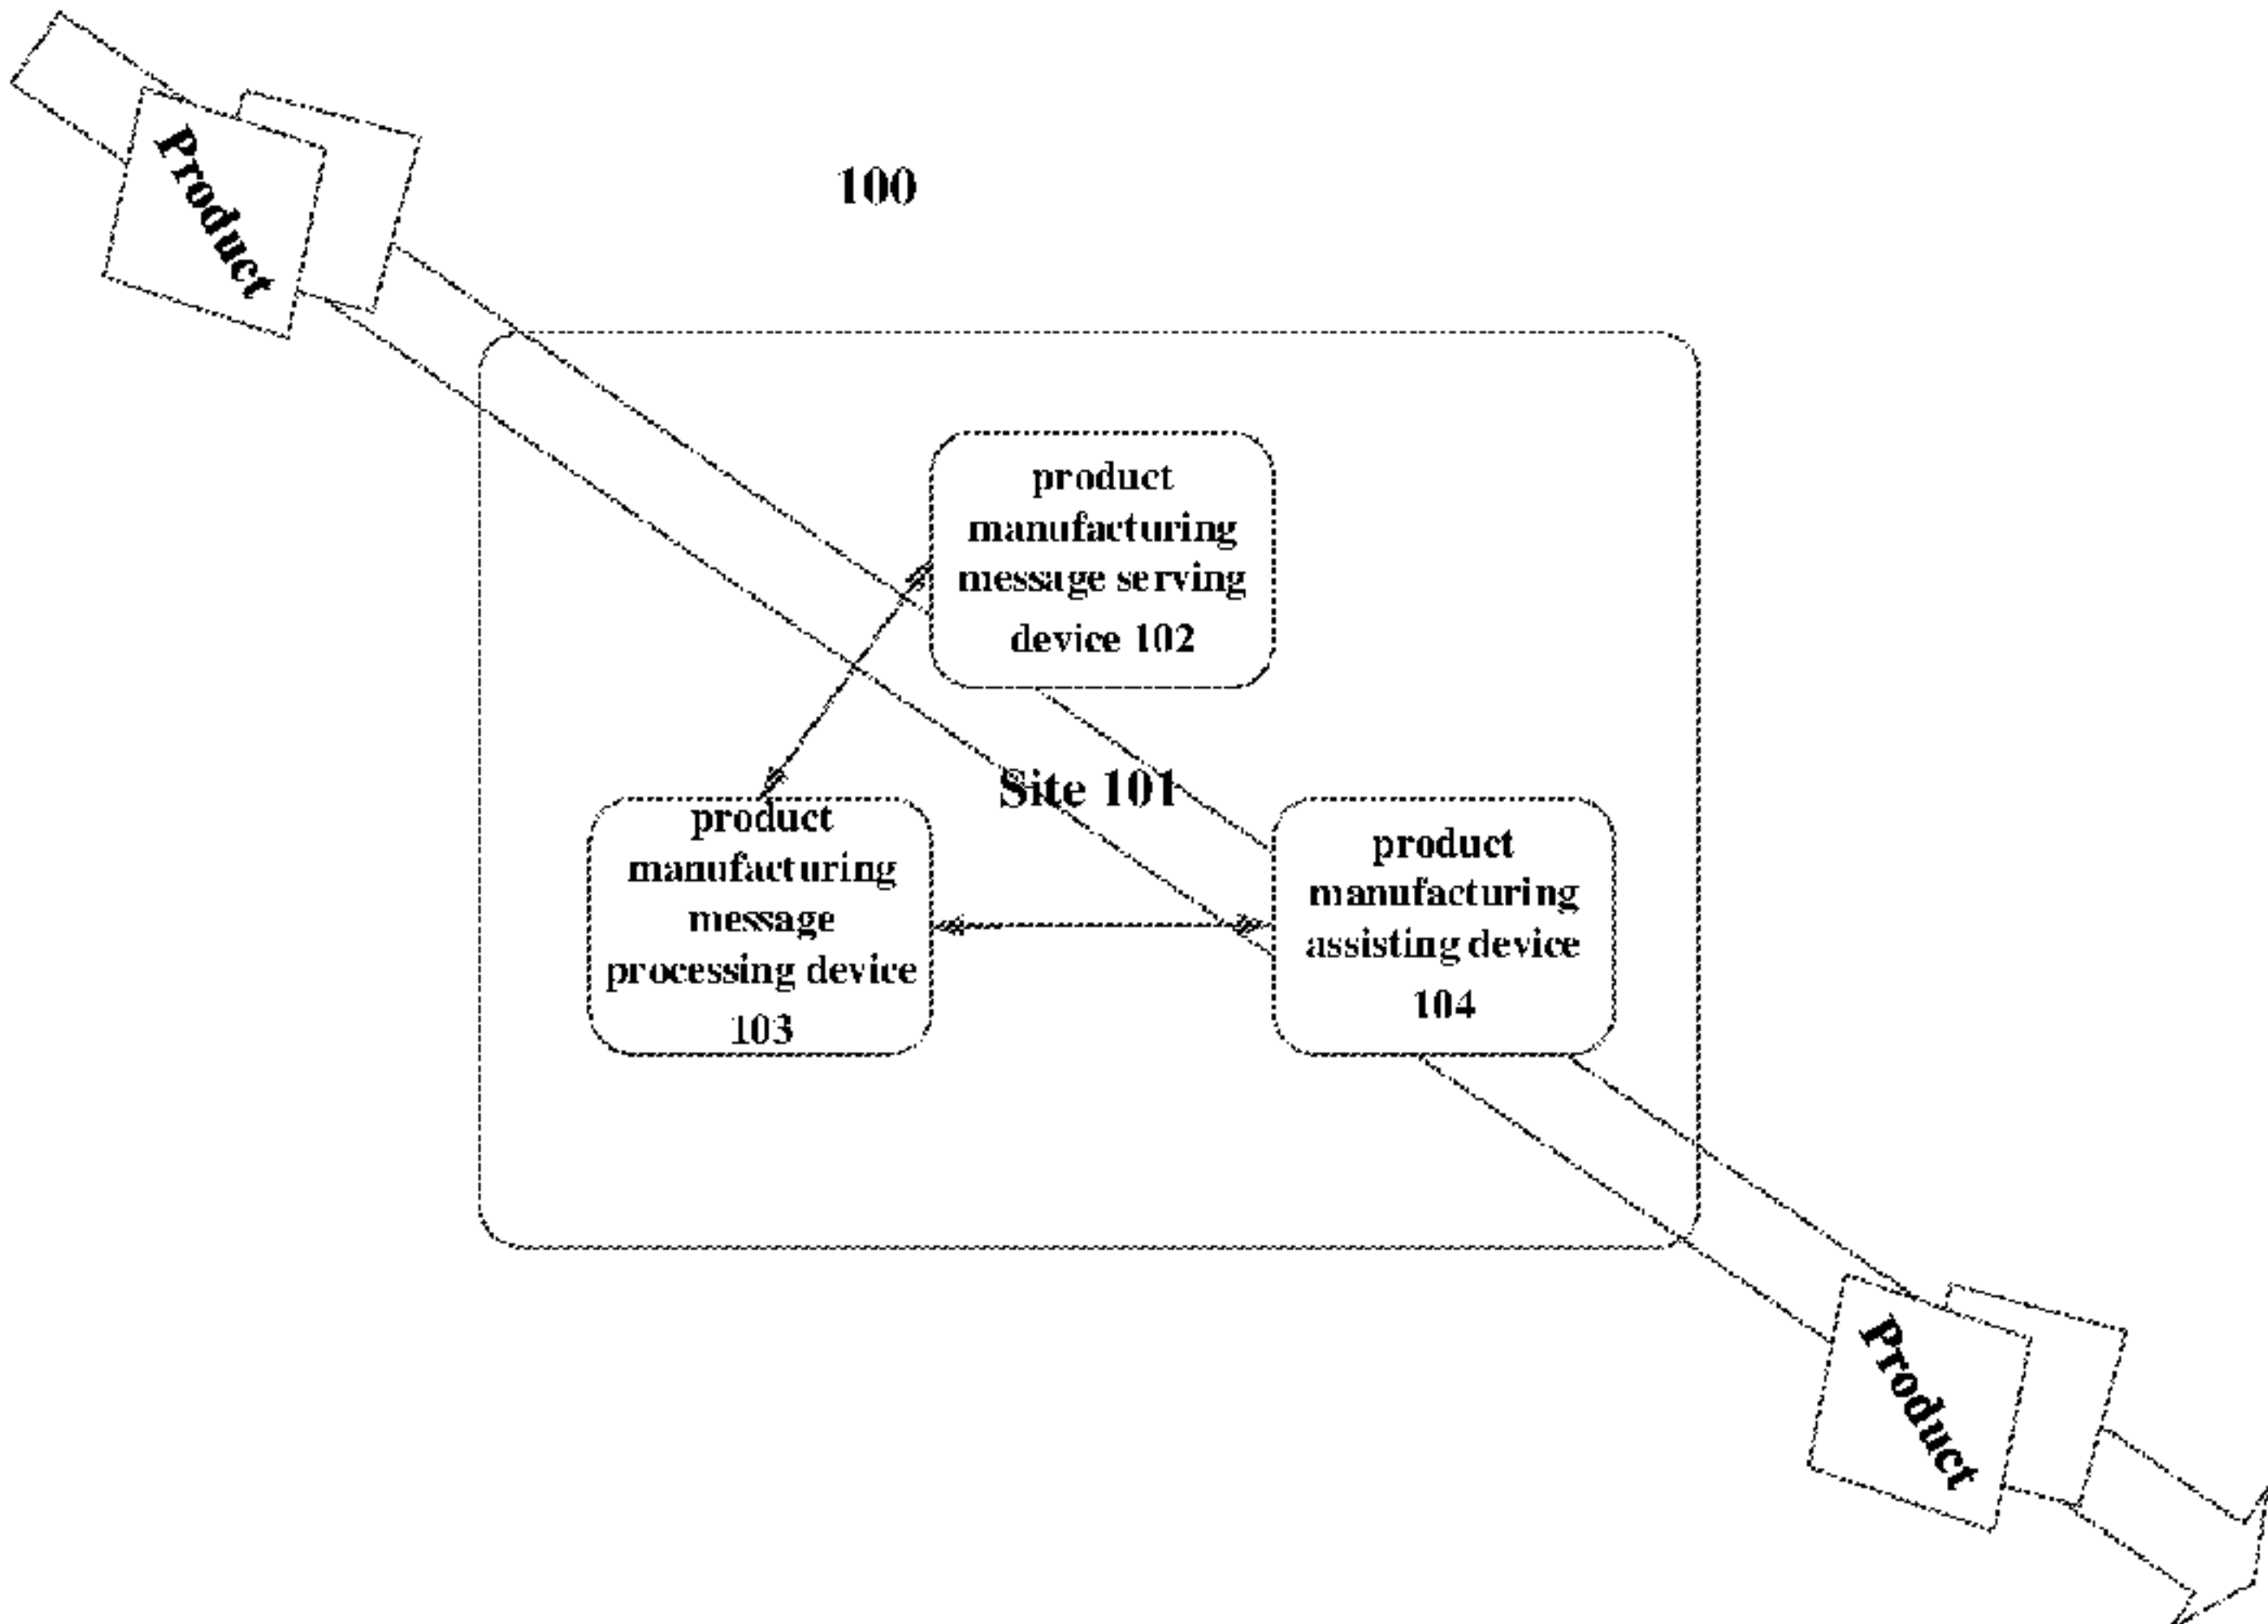 Product
100
product
manufacturing
message serving
device 102
Site 101
product
manufacturing
message
processing device
103
product
manufacturing
assisting device
104
Product